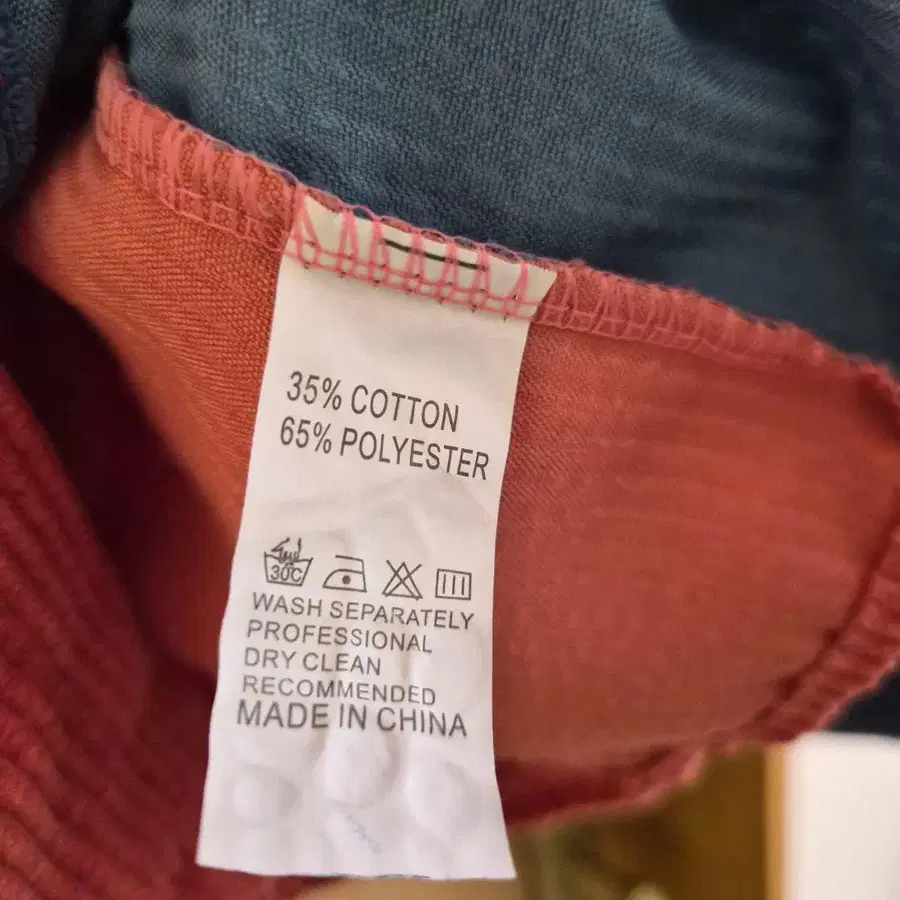 35% COTTON
65% POLYESTER
30C
WASH SEPARATELY
PROFESSIONAL
DRY CLEAN
RECOMMENDED
MADE IN CHINA